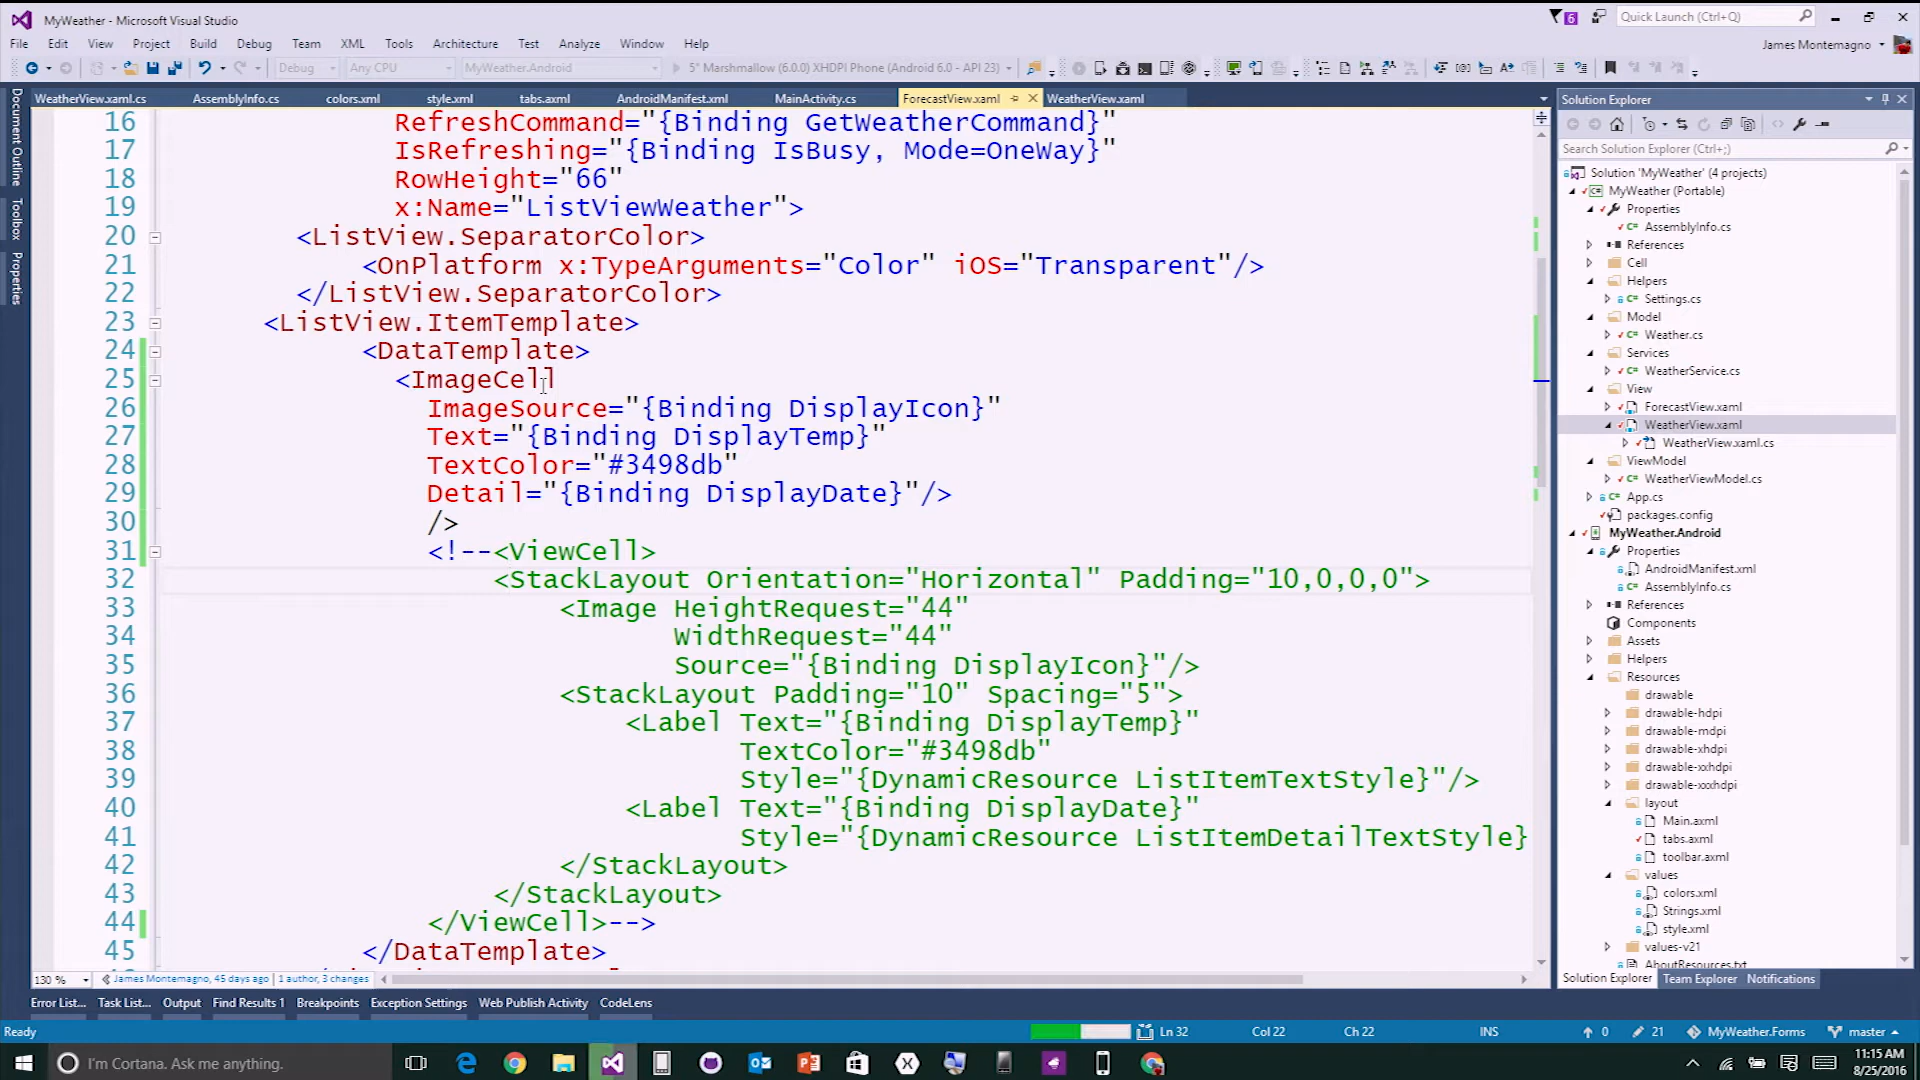 MyWeather - Microsoft Visual Studio
6
Quick Launch (Ctrl+Q)
File Edit View Project Build Debug Team XML Tools Architecture Test Analyze Window Help
James Montemagno
Debug Any CPU MyWeather.Android 5" Marshmallow (6.0.0) XHDPI Phone (Android 6.0 - API 23)
WeatherView.xaml.cs AssemblyInfo.cs colors.xml style.xml tabs.axml AndroidManifest.xml MainActivity.cs ForecastView.xaml WeatherView.xaml
Document Outline
Toolbox
Properties
16 RefreshCommand="{Binding GetWeatherCommand}"
17 IsRefreshing="{Binding IsBusy, Mode=OneWay}"
18 RowHeight="66"
19 x:Name="ListViewWeather">
20 <ListView.SeparatorColor>
21 <OnPlatform x:TypeArguments="Color" iOS="Transparent"/>
22 </ListView.SeparatorColor>
23 <ListView.ItemTemplate>
24 <DataTemplate>
25 <ImageCell
26 ImageSource="{Binding DisplayIcon}"
27 Text="{Binding DisplayTemp}"
28 TextColor="#3498db"
29 Detail="{Binding DisplayDate}"/>
30 />
31 <!--<ViewCell>
32 <StackLayout Orientation="Horizontal" Padding="10,0,0,0">
33 <Image HeightRequest="44"
34 WidthRequest="44"
35 Source="{Binding DisplayIcon}"/>
36 <StackLayout Padding="10" Spacing="5">
37 <Label Text="{Binding DisplayTemp}"
38 TextColor="#3498db"
39 Style="{DynamicResource ListItemTextStyle}"/>
40 <Label Text="{Binding DisplayDate}"
41 Style="{DynamicResource ListItemDetailTextStyle}
42 </StackLayout>
43 </StackLayout>
44 </ViewCell>-->
45 </DataTemplate>
130 % James Montemagno, 45 days ago | 1 author, 3 changes
Solution Explorer
Search Solution Explorer (Ctrl+;)
Solution 'MyWeather' (4 projects)
MyWeather (Portable)
Properties
AssemblyInfo.cs
References
Cell
Helpers
Settings.cs
Model
Weather.cs
Services
WeatherService.cs
View
ForecastView.xaml
WeatherView.xaml
WeatherView.xaml.cs
ViewModel
WeatherViewModel.cs
App.cs
packages.config
MyWeather.Android
Properties
AndroidManifest.xml
AssemblyInfo.cs
References
Components
Assets
Helpers
Resources
drawable
drawable-hdpi
drawable-mdpi
drawable-xhdpi
drawable-xxhdpi
drawable-xxxhdpi
layout
Main.axml
tabs.axml
toolbar.axml
values
colors.xml
Strings.xml
style.xml
values-v21
AboutResources.txt
Solution Explorer Team Explorer Notifications
Error List... Task List... Output Find Results 1 Breakpoints Exception Settings Web Publish Activity CodeLens
Ready Ln 32 Col 22 Ch 22 INS 0 21 MyWeather.Forms master
I'm Cortana. Ask me anything.
11:15 AM
8/25/2016